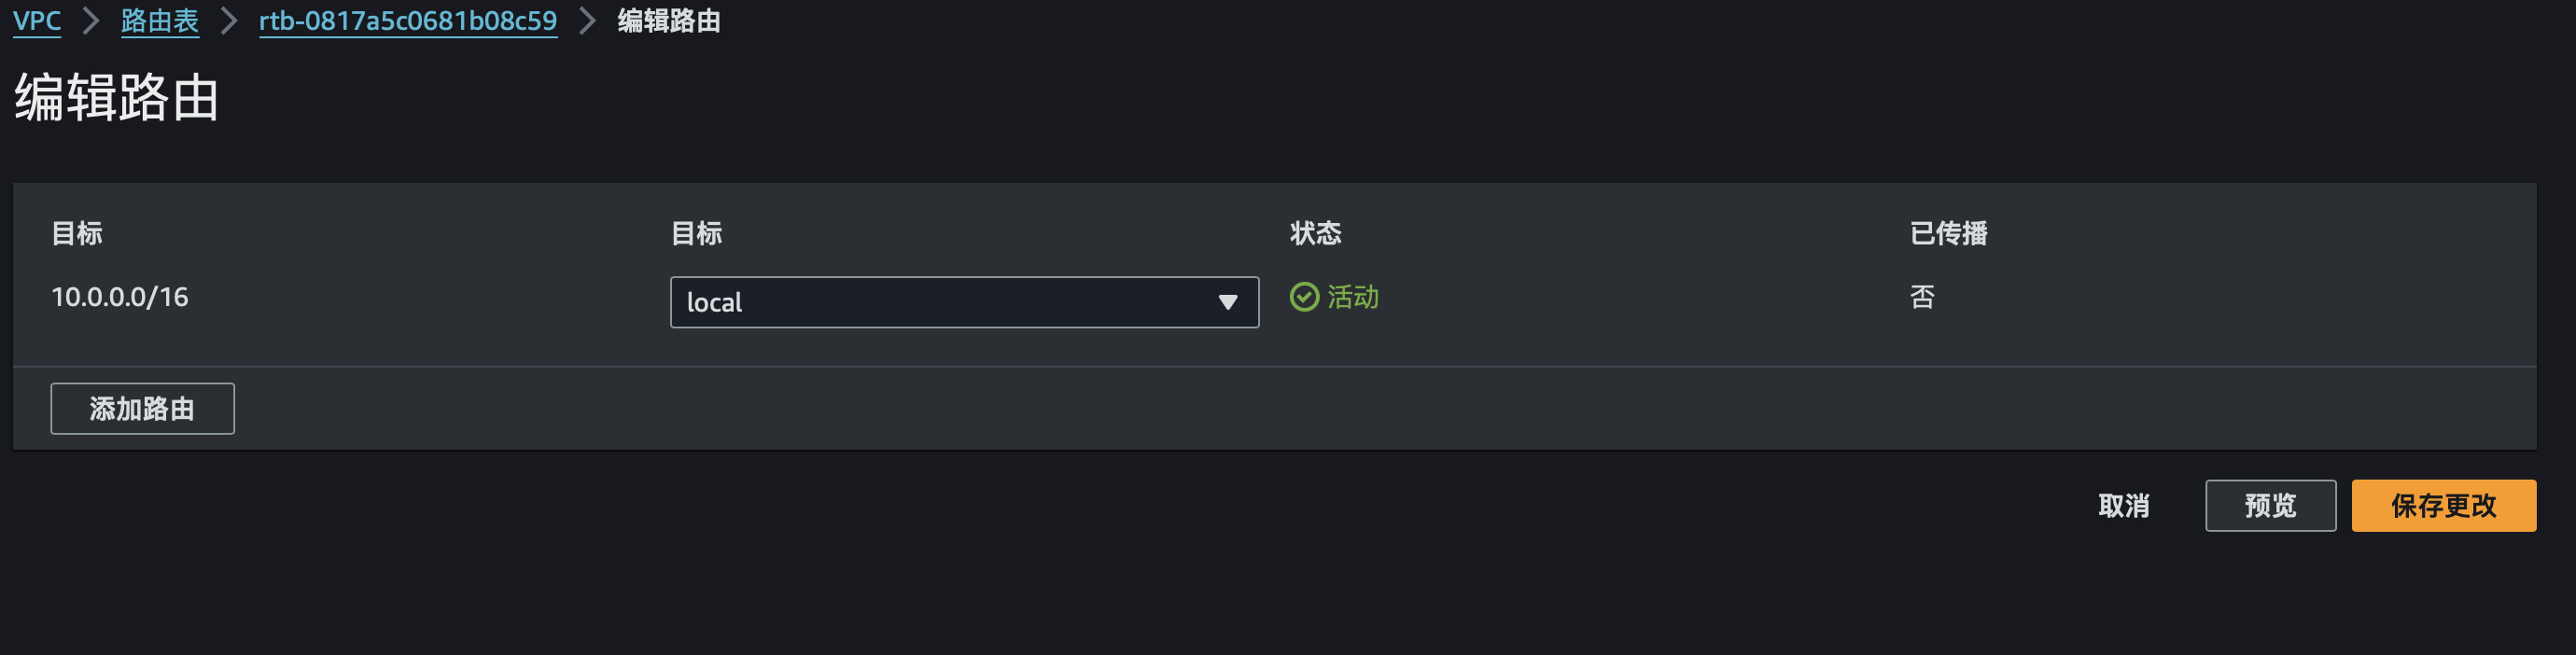 VPC > 路由表 > rtb-0817a5c0681b08c59 > 编辑路由
编辑路由
目标 目标 状态 已传播
10.0.0.0/16 local 活动 否
添加路由
取消 预览 保存更改